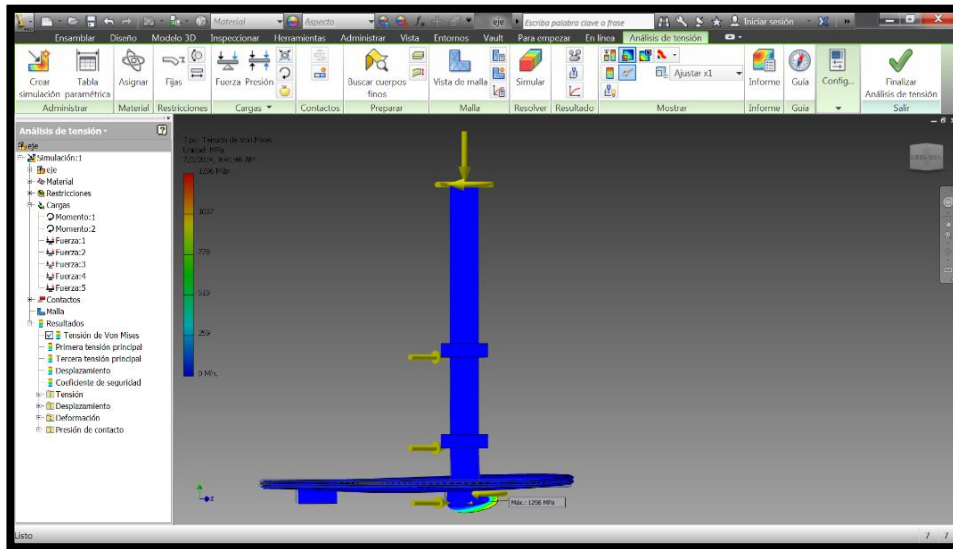 Material
Aspecto
eje
Escriba palabra clave o frase
Iniciar sesión
Ensamblar Diseño Modelo 3D Inspeccionar Herramientas Administrar Vista Entornos Vault Para empezar En línea Análisis de tensión
Crear simulación
Tabla paramétrica
Asignar
Fijas
Fuerza Presión
Buscar cuerpos finos
Vista de malla
Simular
Ajustar x1
Informe
Guía
Config...
Finalizar
Análisis de tensión
Administrar Material Restricciones Cargas Contactos Preparar Malla Resolver Resultado Mostrar Informe Guía Salir
Análisis de tensión
eje
Simulación:1
eje
Material
Restricciones
Cargas
Momento:1
Momento:2
Fuerza:1
Fuerza:2
Fuerza:3
Fuerza:4
Fuerza:5
Contactos
Malla
Resultados
Tensión de Von Mises
Primera tensión principal
Tercera tensión principal
Desplazamiento
Coeficiente de seguridad
Tensión
Desplazamiento
Deformación
Presión de contacto
Tipo: Tensión de Von Mises
Unidad: MPa
1296 Máx.
1037
778
519
259
0 Mín.
Máx.: 1296 MPa
z
Listo
7 7